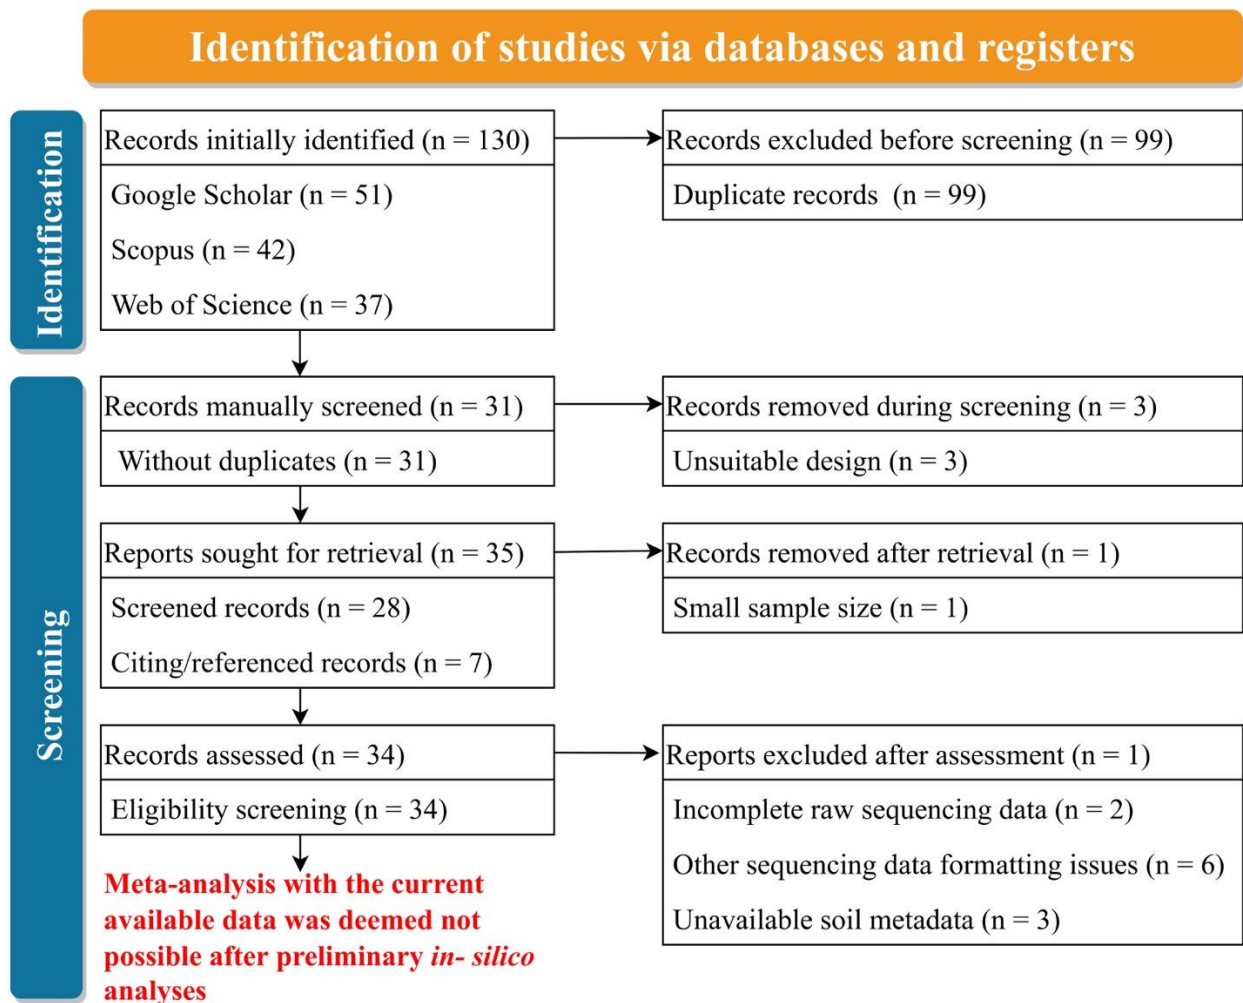 Identification of studies via databases and registers
Identification
Records initially identified (n = 130)
Google Scholar (n = 51)
Scopus (n = 42)
Web of Science (n = 37)
Records excluded before screening (n = 99)
Duplicate records (n = 99)
Screening
Records manually screened (n = 31)
Without duplicates (n = 31)
Records removed during screening (n = 3)
Unsuitable design (n = 3)
Reports sought for retrieval (n = 35)
Screened records (n = 28)
Citing/referenced records (n = 7)
Records removed after retrieval (n = 1)
Small sample size (n = 1)
Records assessed (n = 34)
Eligibility screening (n = 34)
Reports excluded after assessment (n = 1)
Incomplete raw sequencing data (n = 2)
Other sequencing data formatting issues (n = 6)
Unavailable soil metadata (n = 3)
Meta-analysis with the current
available data was deemed not
possible after preliminary in- silico
analyses